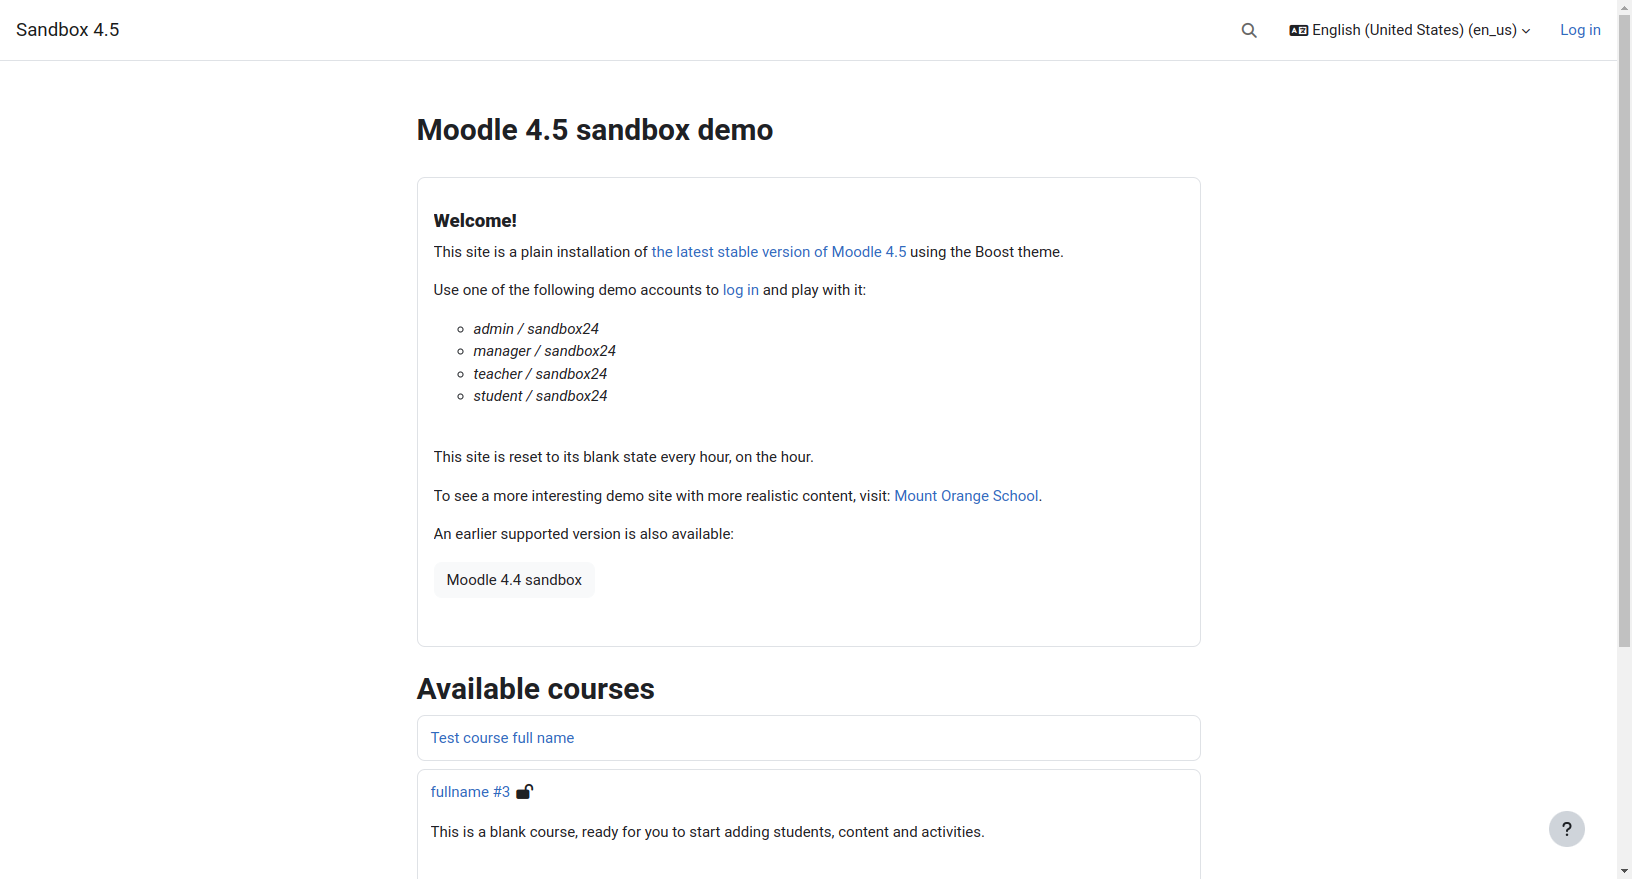 Sandbox 4.5
English (United States) (en_us)
Log in
Moodle 4.5 sandbox demo
Welcome!
This site is a plain installation of the latest stable version of Moodle 4.5 using the Boost theme.
Use one of the following demo accounts to log in and play with it:
admin / sandbox24
manager / sandbox24
teacher / sandbox24
student / sandbox24
This site is reset to its blank state every hour, on the hour.
To see a more interesting demo site with more realistic content, visit: Mount Orange School.
An earlier supported version is also available:
Moodle 4.4 sandbox
Available courses
Test course full name
fullname #3
This is a blank course, ready for you to start adding students, content and activities.
?